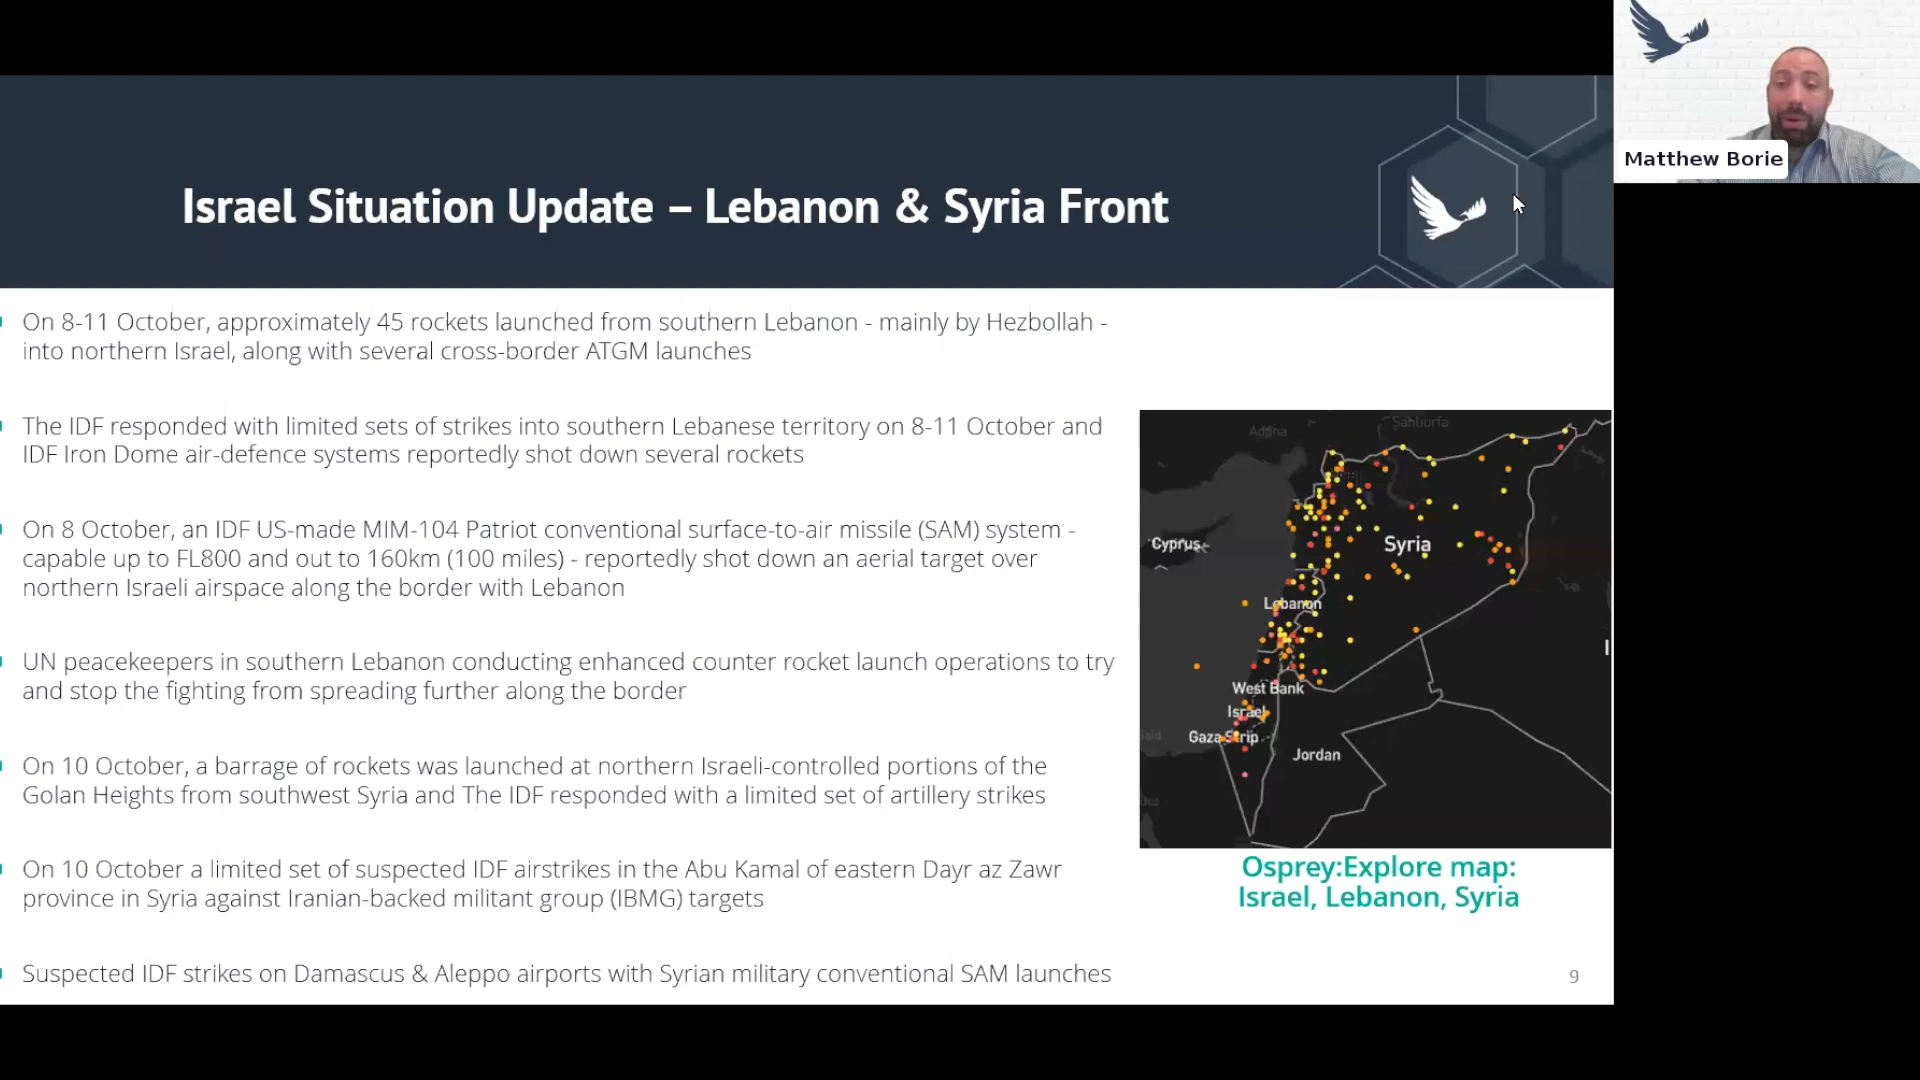 Matthew Borie
Israel Situation Update – Lebanon & Syria Front
On 8-11 October, approximately 45 rockets launched from southern Lebanon - mainly by Hezbollah -
into northern Israel, along with several cross-border ATGM launches
The IDF responded with limited sets of strikes into southern Lebanese territory on 8-11 October and
IDF Iron Dome air-defence systems reportedly shot down several rockets
On 8 October, an IDF US-made MIM-104 Patriot conventional surface-to-air missile (SAM) system -
capable up to FL800 and out to 160km (100 miles) - reportedly shot down an aerial target over
northern Israeli airspace along the border with Lebanon
UN peacekeepers in southern Lebanon conducting enhanced counter rocket launch operations to try
and stop the fighting from spreading further along the border
On 10 October, a barrage of rockets was launched at northern Israeli-controlled portions of the
Golan Heights from southwest Syria and The IDF responded with a limited set of artillery strikes
On 10 October a limited set of suspected IDF airstrikes in the Abu Kamal of eastern Dayr az Zawr
province in Syria against Iranian-backed militant group (IBMG) targets
Suspected IDF strikes on Damascus & Aleppo airports with Syrian military conventional SAM launches
Adana
Şanlıurfa
Cyprus
Syria
Lebanon
West Bank
Israel
Gaza Strip
Jordan
Said
Osprey:Explore map:
Israel, Lebanon, Syria
9